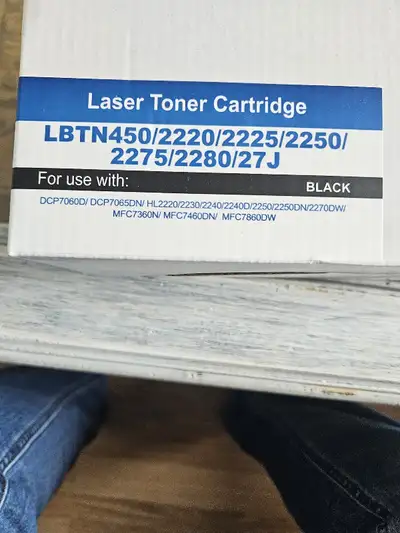 Laser Toner Cartridge
LBTN450/2220/2225/2250/
2275/2280/27J
For use with:
BLACK
DCP7060D/ DCP7065DN/ HL2220/2230/2240/2240D/2250/2250DN/2270DW/
MFC7360N/ MFC7460DN/ MFC7860DW